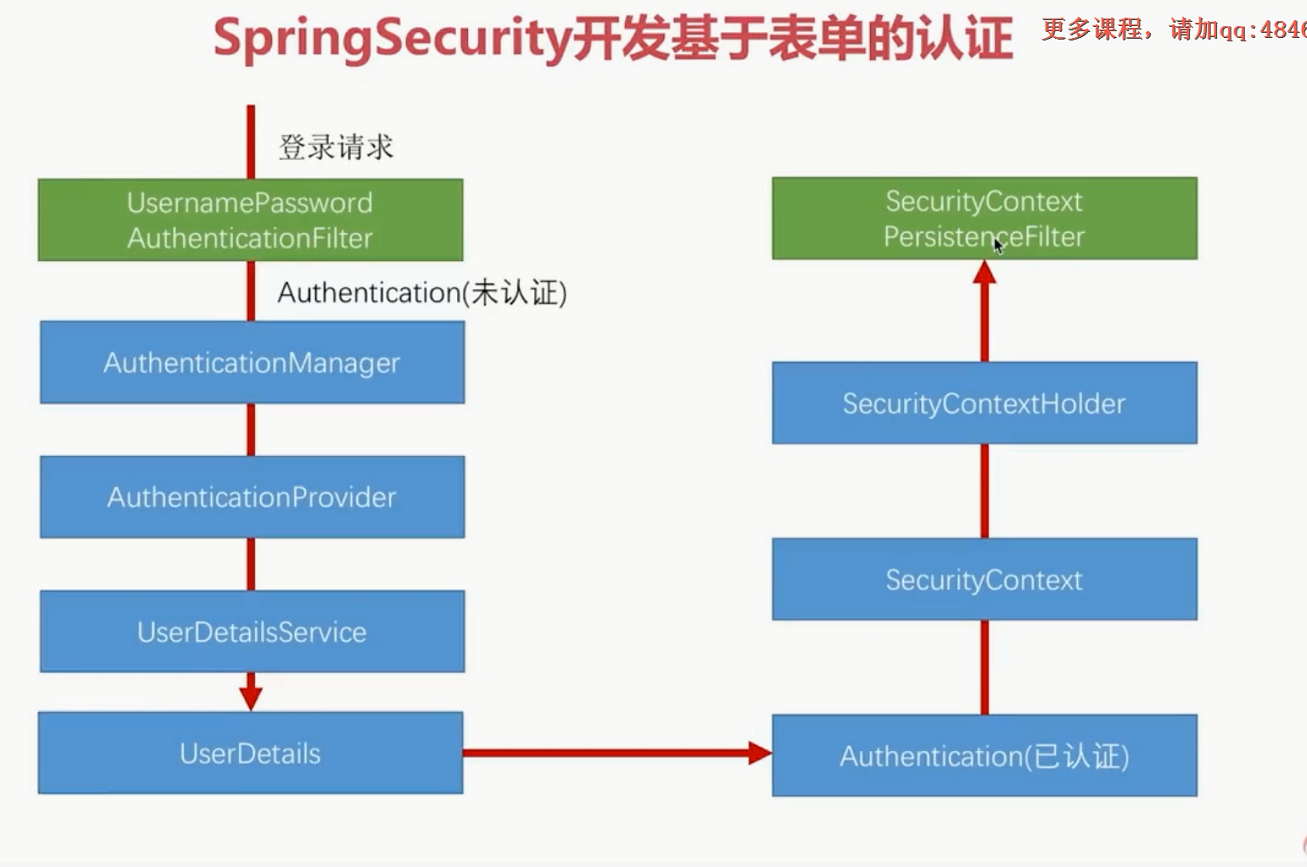 SpringSecurity开发基于表单的认证
更多课程，请加qq:484
登录请求
UsernamePassword
AuthenticationFilter
Authentication(未认证)
AuthenticationManager
AuthenticationProvider
UserDetailsService
UserDetails
SecurityContext
PersistenceFilter
SecurityContextHolder
SecurityContext
Authentication(已认证)